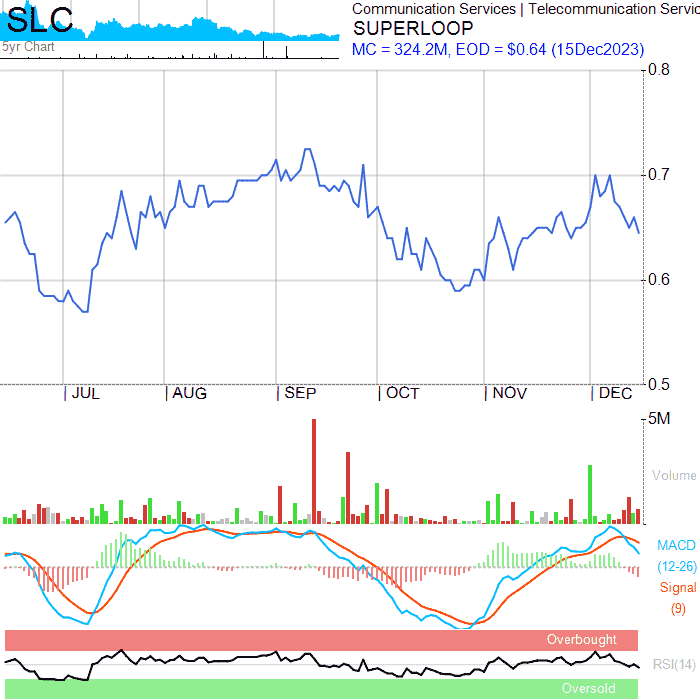 SLC
5yr Chart
Communication Services | Telecommunication Servic
SUPERLOOP
MC = 324.2M, EOD = $0.64 (15Dec2023)
0.8
0.7
0.6
0.5
JUL AUG SEP OCT NOV DEC
5M
Volume
MACD
(12-26)
Signal
(9)
Overbought
RSI(14)
Oversold